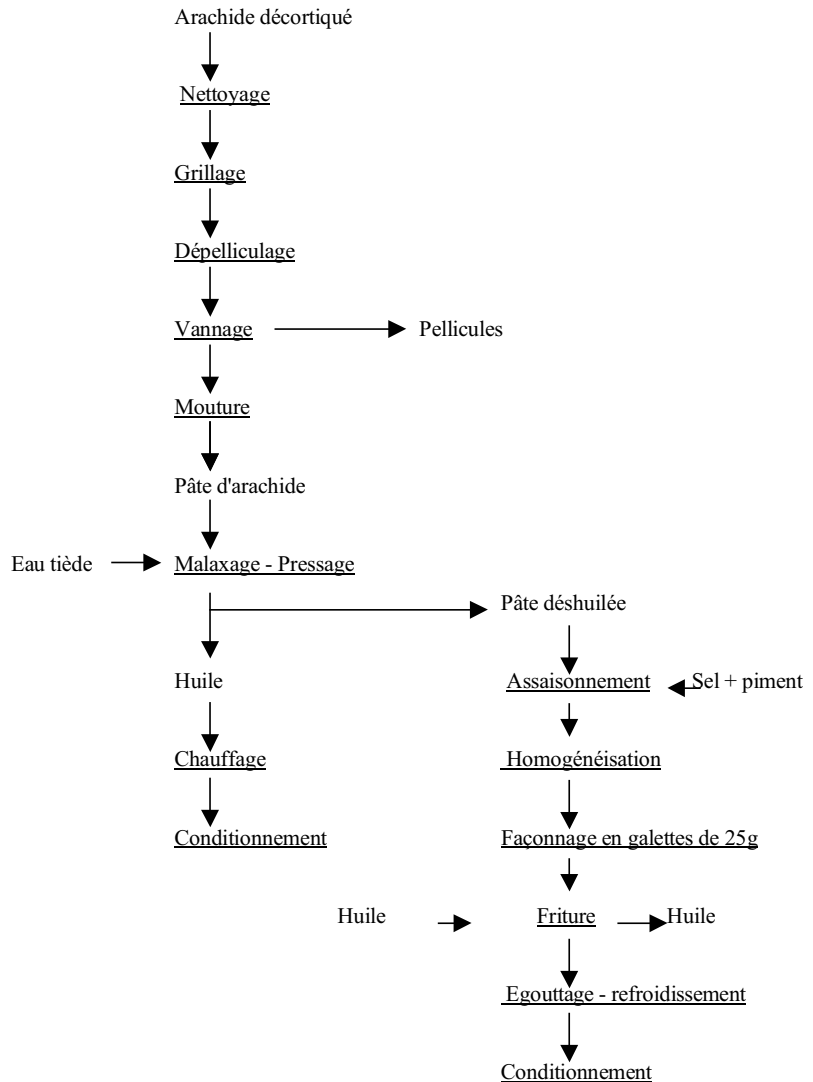 Arachide décortiqué
Nettoyage
Grillage
Dépelliculage
Vannage
Pellicules
Mouture
Pâte d'arachide
Eau tiède
Malaxage - Pressage
Pâte déshuilée
Huile
Assaisonnement
Sel + piment
Chauffage
Homogénéisation
Conditionnement
Façonnage en galettes de 25g
Huile
Friture
Huile
Egouttage - refroidissement
Conditionnement